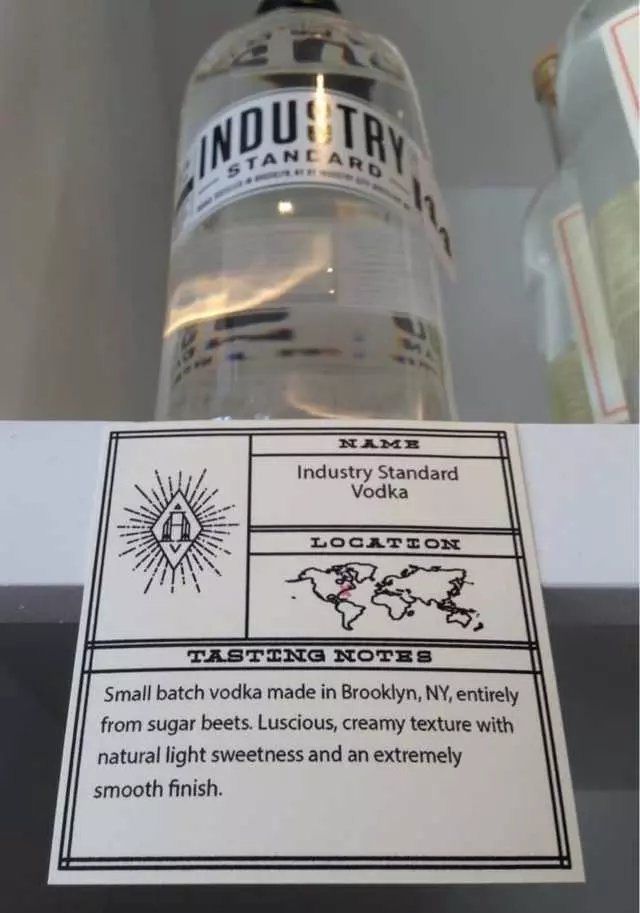 INDUSTRY
STANDARD
NAME
Industry Standard
Vodka
LOCATION
TASTING NOTES
Small batch vodka made in Brooklyn, NY, entirely
from sugar beets. Luscious, creamy texture with
natural light sweetness and an extremely
smooth finish.